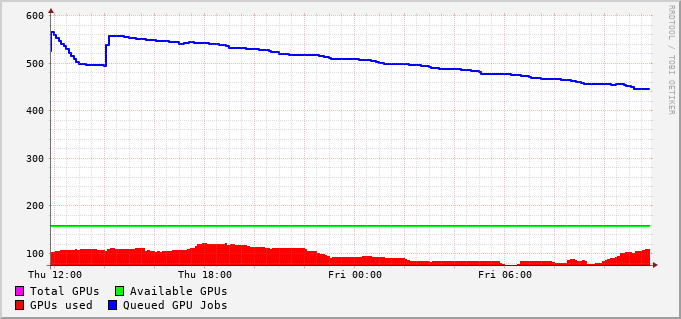 600
500
400
300
200
100
Thu 12:00 Thu 18:00 Fri 00:00 Fri 06:00
Total GPUs Available GPUs
GPUs used Queued GPU Jobs
RRDTOOL / TOBI OETIKER